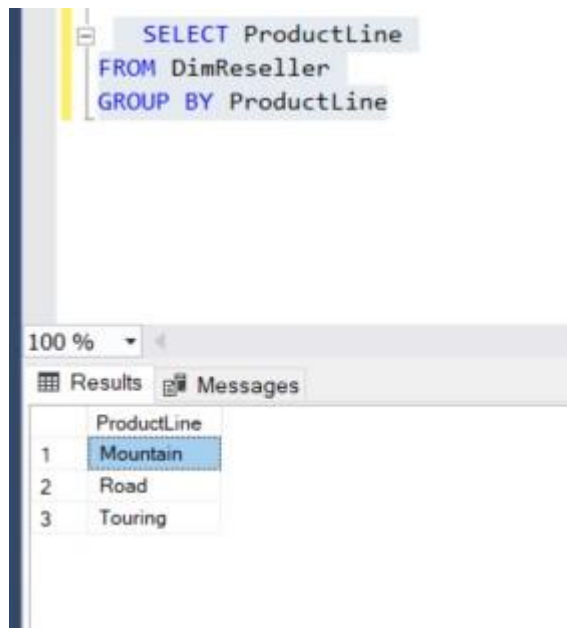 SELECT ProductLine
FROM DimReseller
GROUP BY ProductLine
100 %
Results Messages
ProductLine
1 Mountain
2 Road
3 Touring